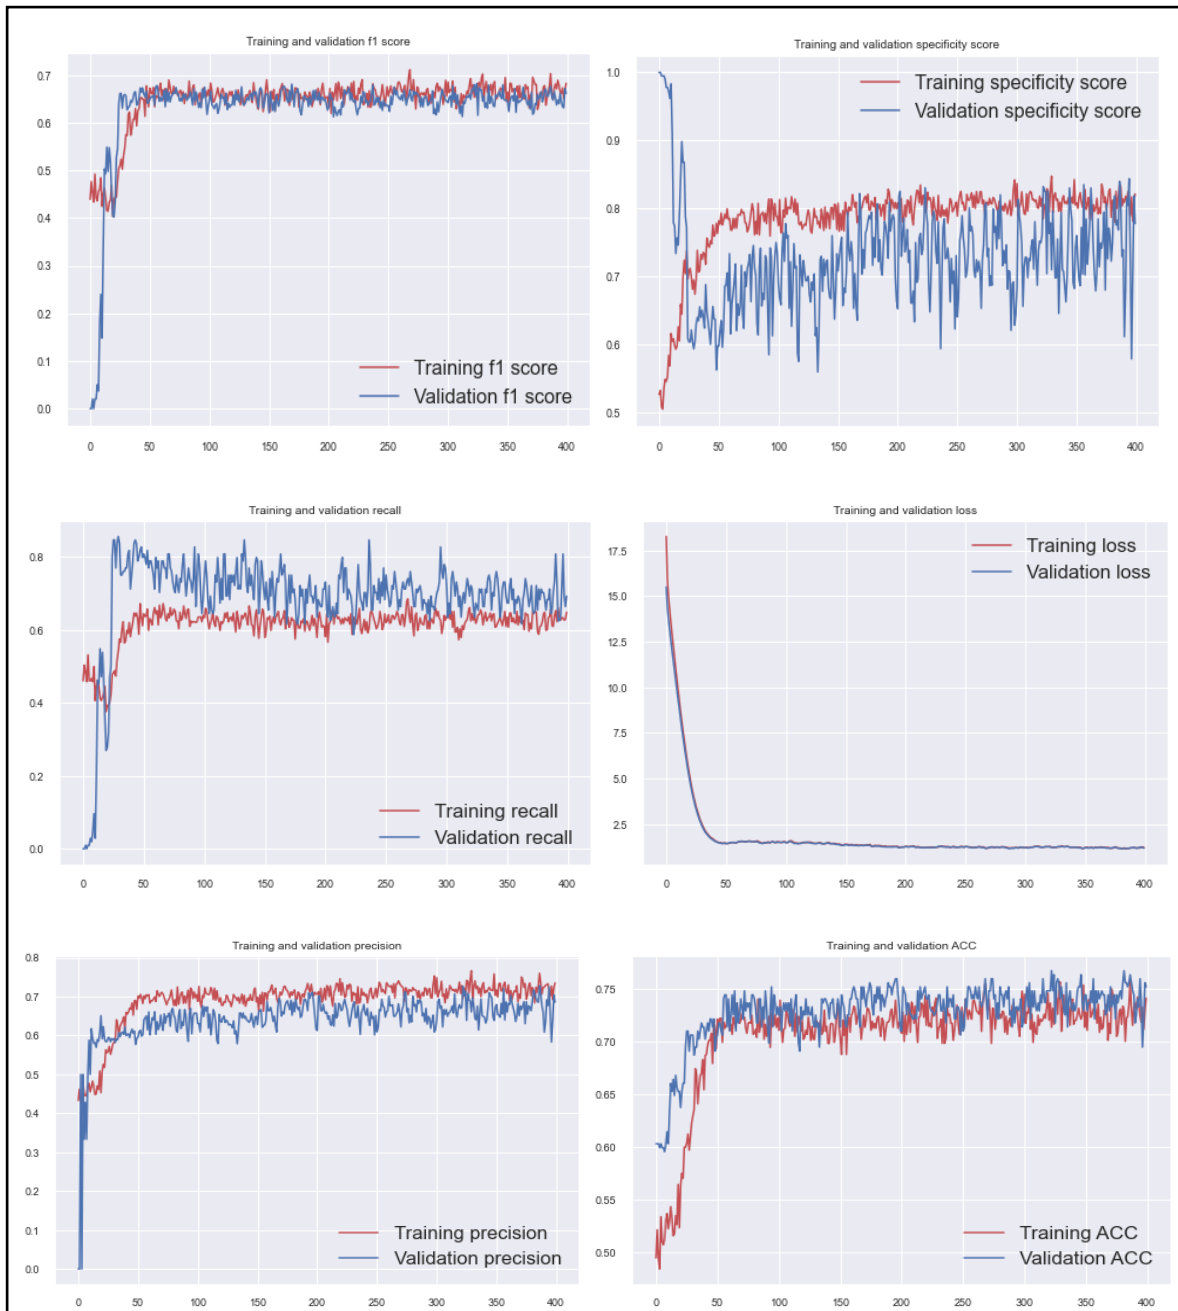 Training and validation f1 score
0.7
0.6
0.5
0.4
0.3
0.2
0.1
0.0
Training f1 score
Validation f1 score
0 50 100 150 200 250 300 350 400
Training and validation specificity score
1.0
0.9
0.8
0.7
0.6
0.5
Training specificity score
Validation specificity score
0 50 100 150 200 250 300 350 400
Training and validation recall
0.8
0.6
0.4
0.2
0.0
Training recall
Validation recall
0 50 100 150 200 250 300 350 400
Training and validation loss
17.5
15.0
12.5
10.0
7.5
5.0
2.5
Training loss
Validation loss
0 50 100 150 200 250 300 350 400
Training and validation precision
0.8
0.7
0.6
0.5
0.4
0.3
0.2
0.1
0.0
Training precision
Validation precision
0 50 100 150 200 250 300 350 400
Training and validation ACC
0.75
0.70
0.65
0.60
0.55
0.50
Training ACC
Validation ACC
0 50 100 150 200 250 300 350 400